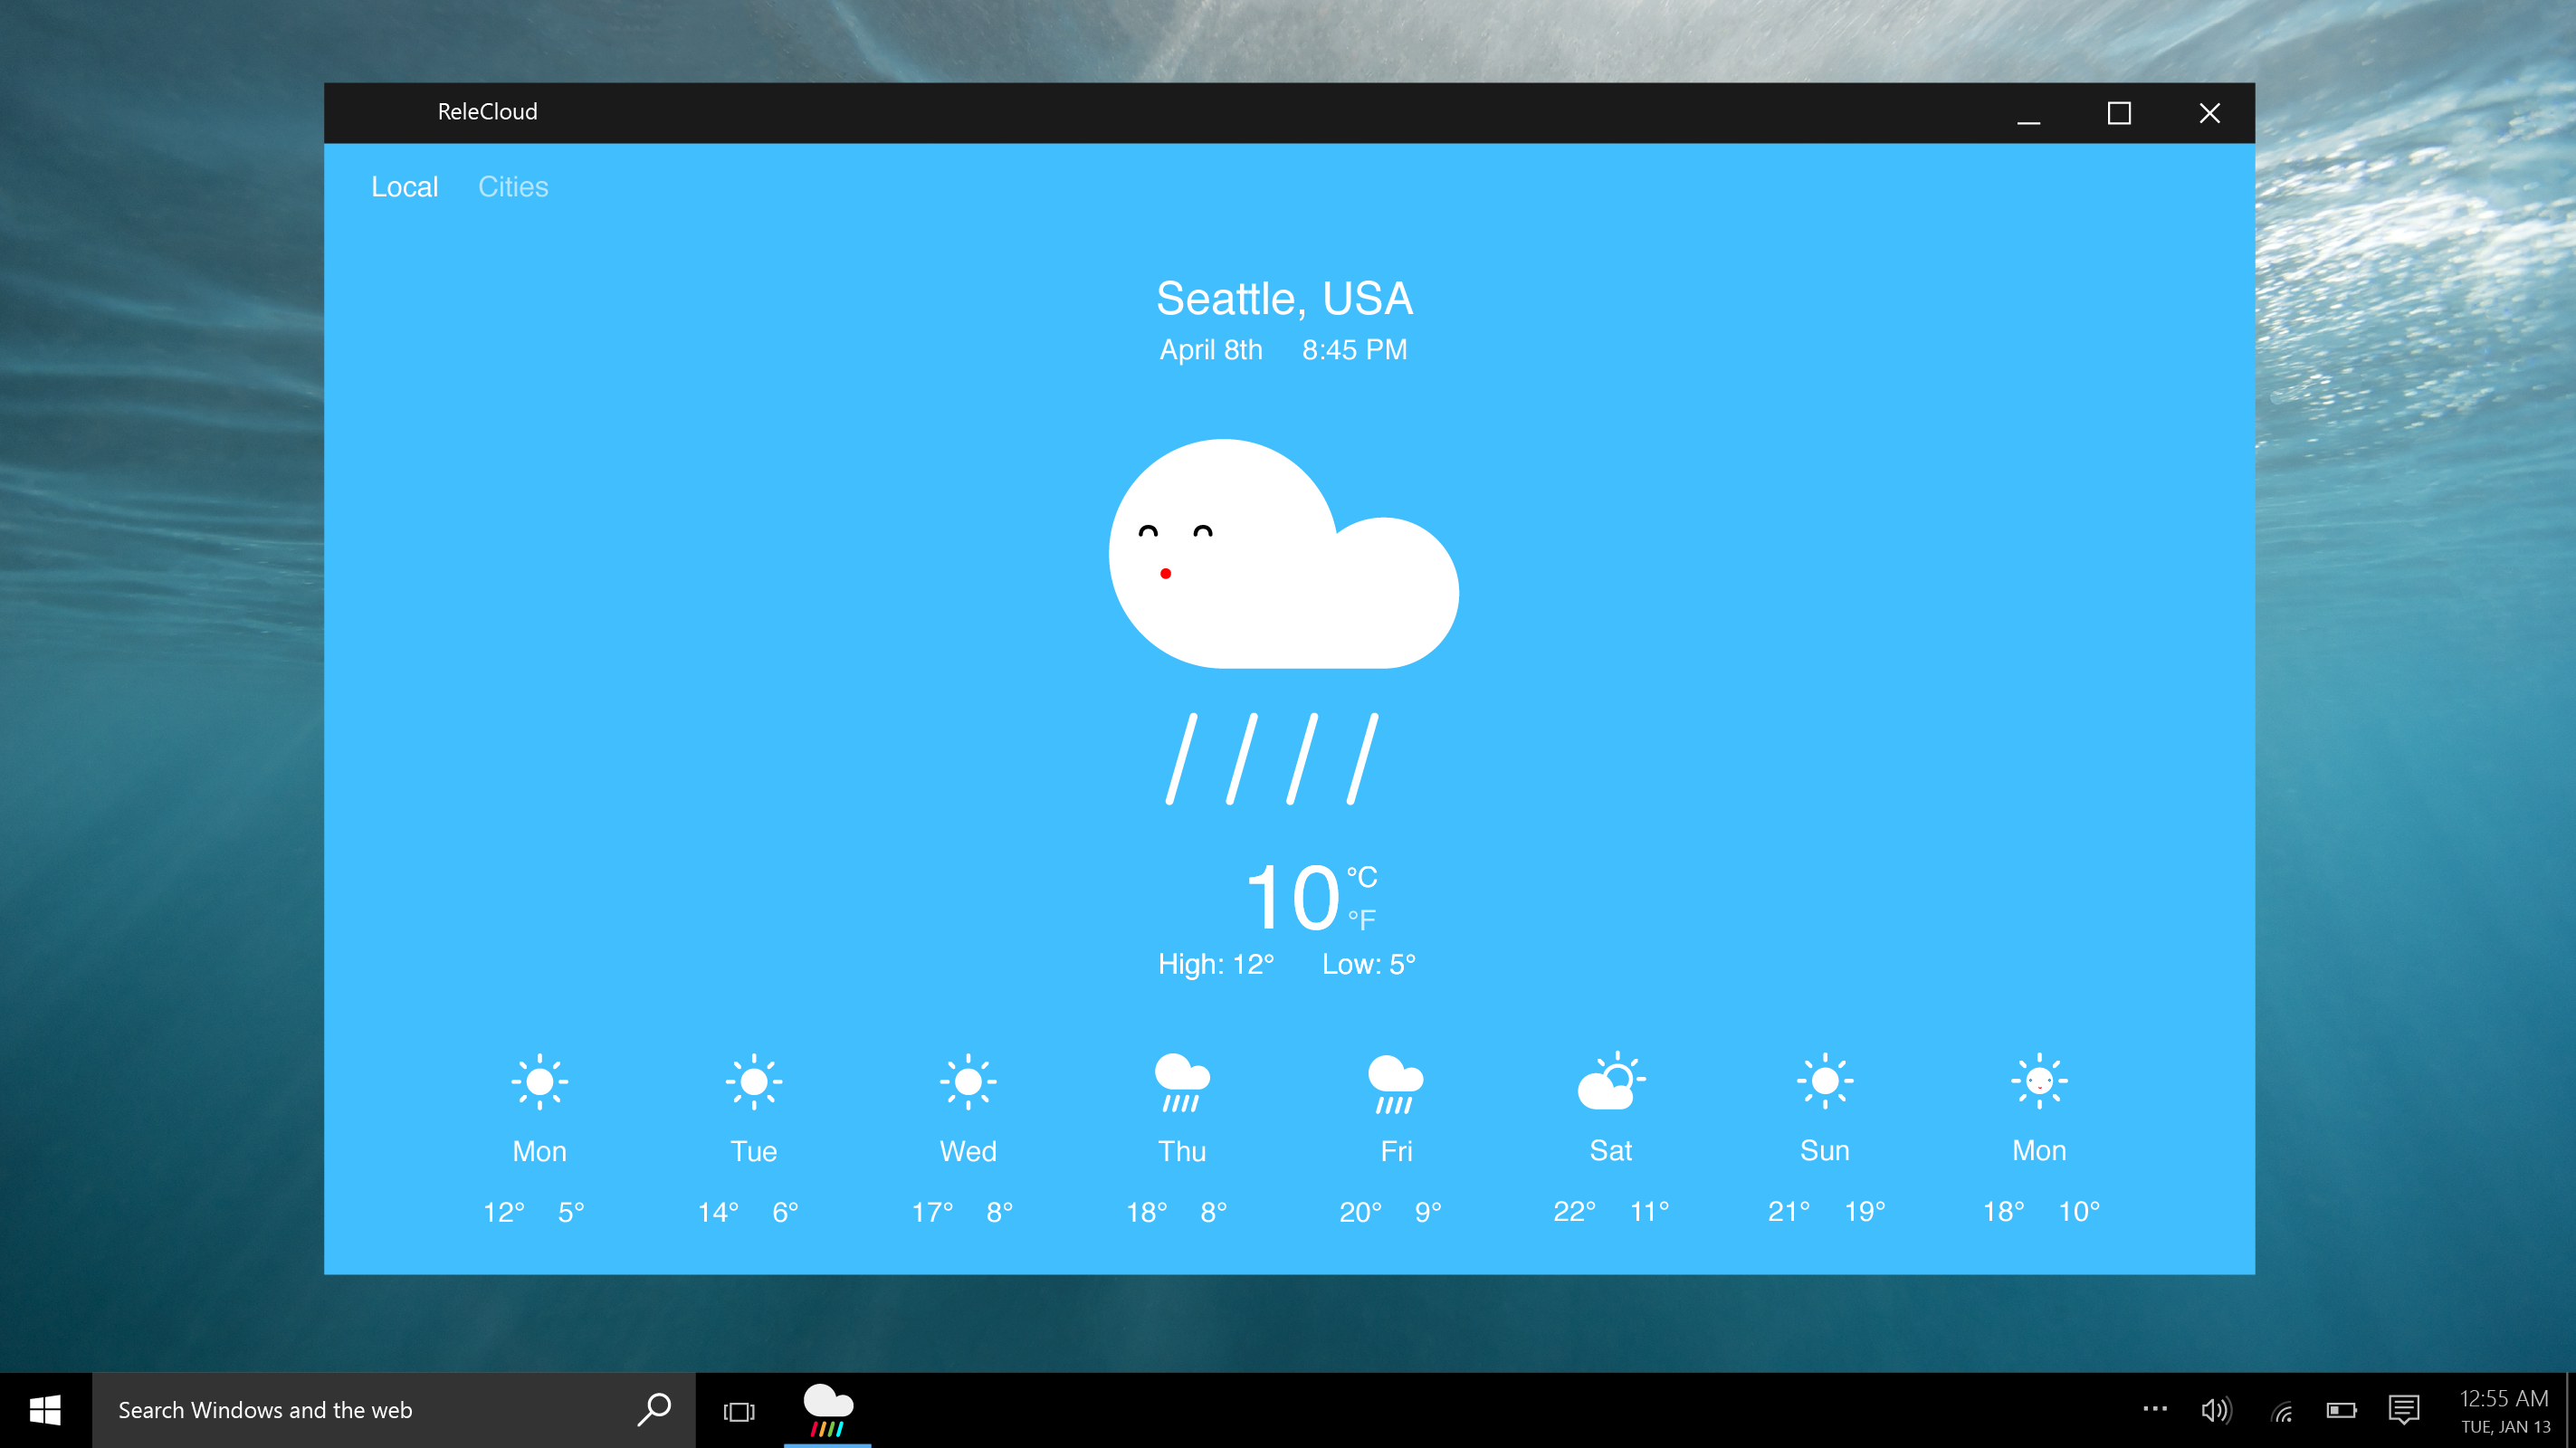 ReleCloud
Local Cities
Seattle, USA
April 8th 8:45 PM
10 °C
°F
High: 12° Low: 5°
Mon Tue Wed Thu Fri Sat Sun Mon
12° 5° 14° 6° 17° 8° 18° 8° 20° 9° 22° 11° 21° 19° 18° 10°
Search Windows and the web
12:55 AM
TUE, JAN 13